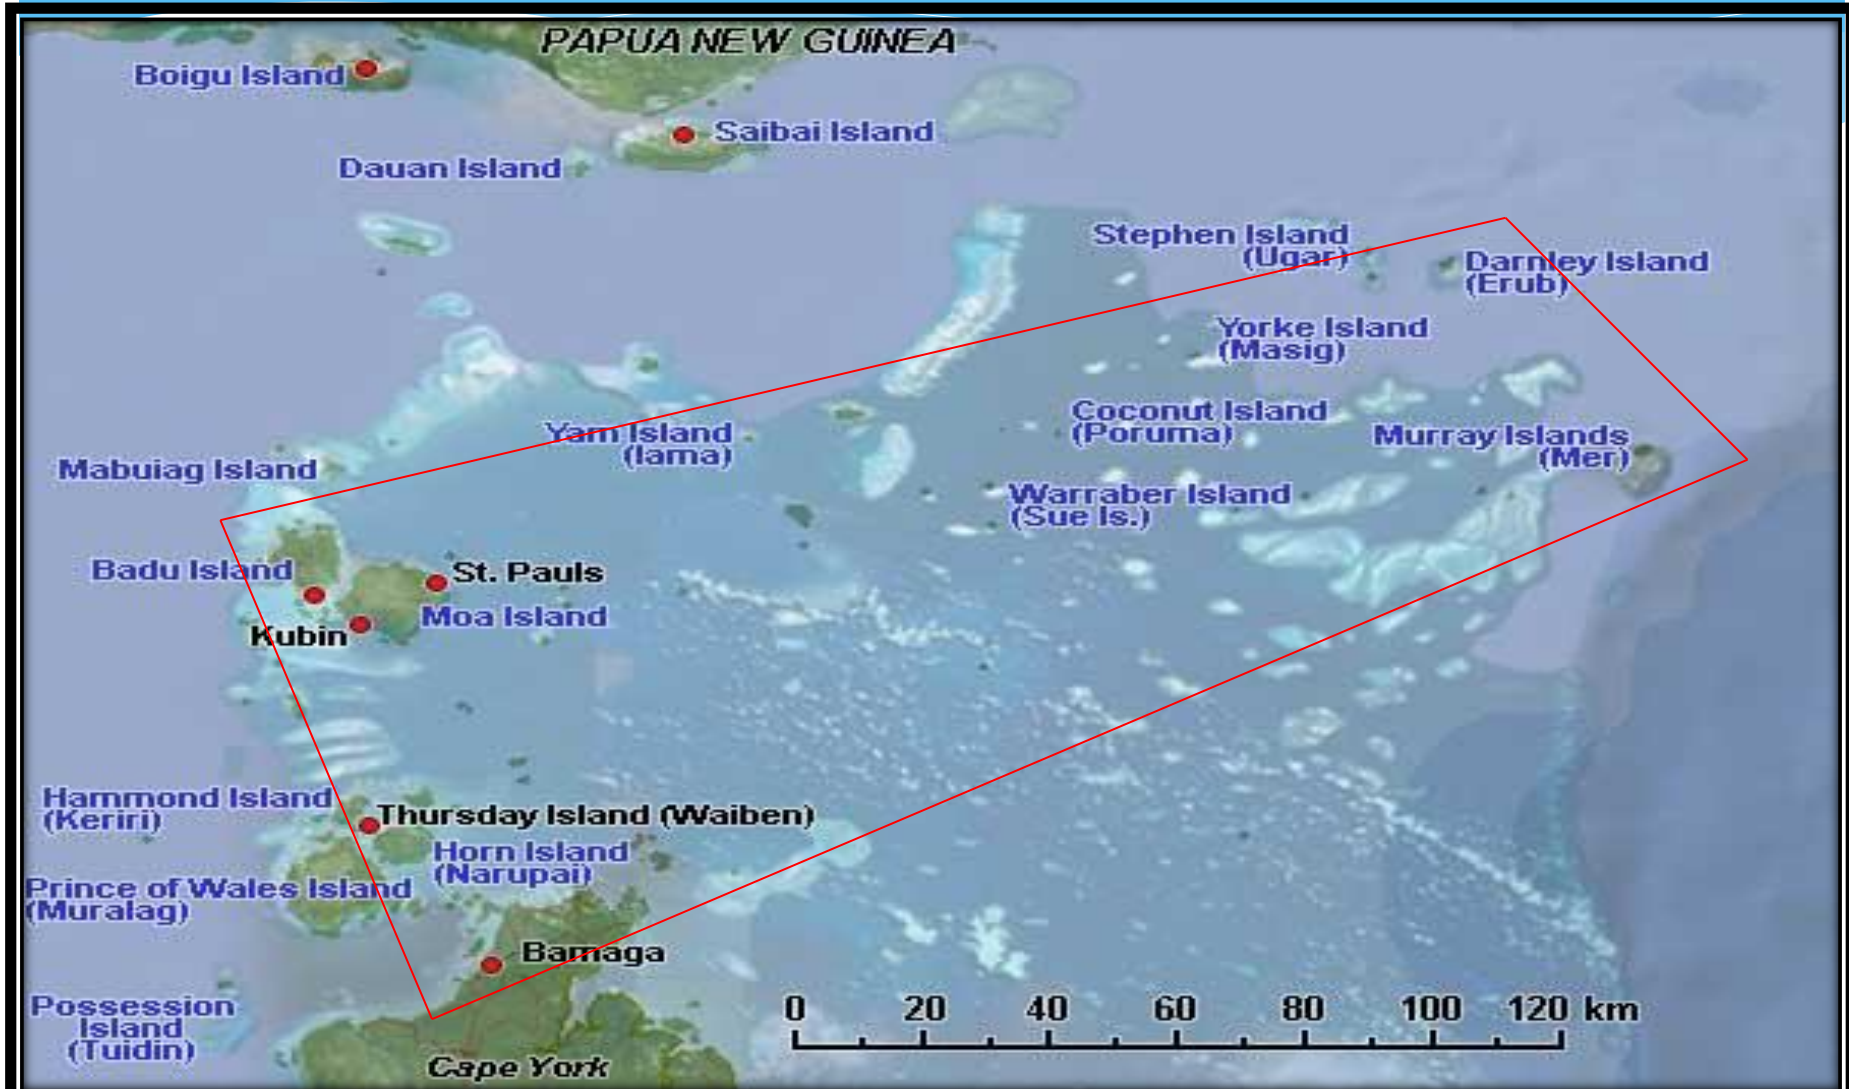 PAPUA NEW GUINEA
Boigu Island
Saibai Island
Dauan Island
Stephen Island
(Ugar)
Darnley Island
(Erub)
Yorke Island
(Masig)
Coconut Island
(Poruma)
Yam Island
(Iama)
Murray Islands
(Mer)
Mabuiag Island
Warraber Island
(Sue Is.)
Badu Island
St. Pauls
Moa Island
Kubin
Hammond Island
(Keriri)
Thursday Island (Waiben)
Horn Island
(Narupai)
Prince of Wales Island
(Muralag)
Bamaga
Possession
Island
(Tuidin)
0 20 40 60 80 100 120 km
Cape York